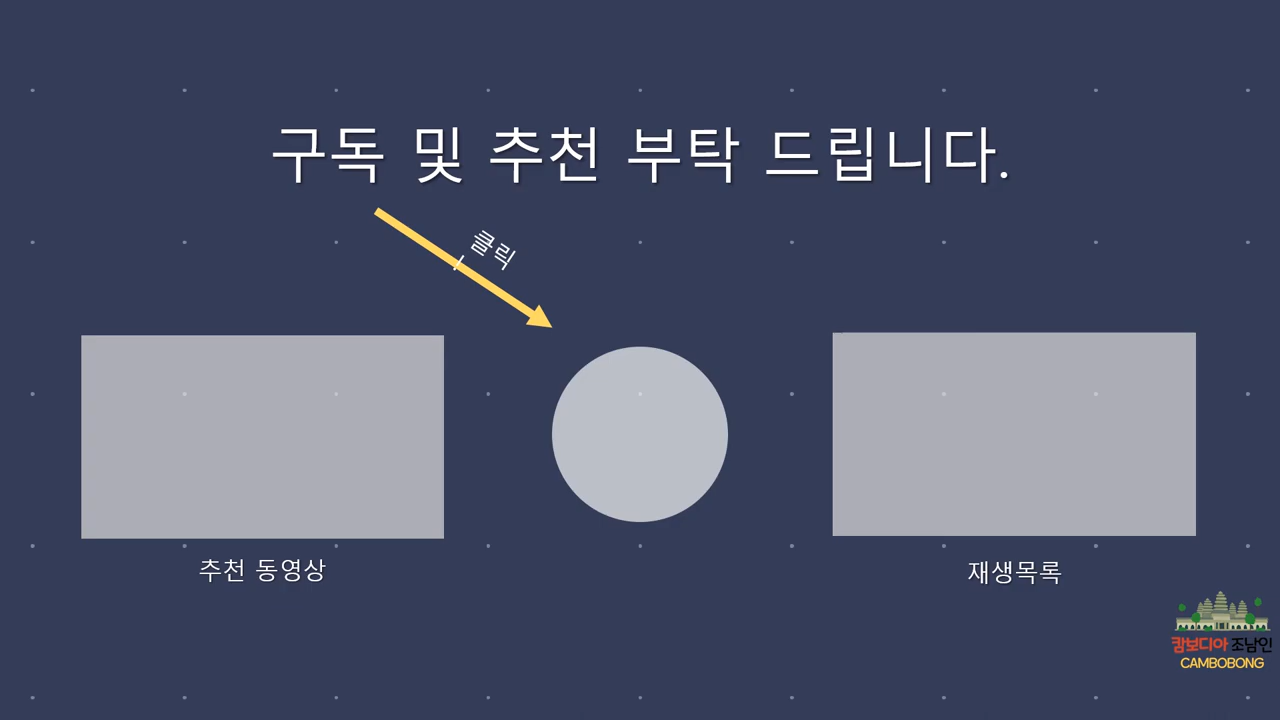 구독 및 추천 부탁 드립니다.
클릭
추천 동영상
재생목록
캄보디아 조남인
CAMBOBONG